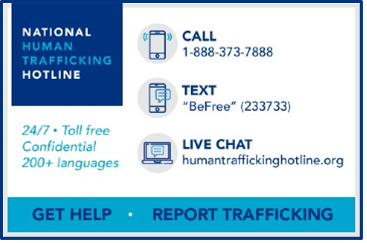 NATIONAL
HUMAN
TRAFFICKING
HOTLINE
24/7 • Toll free
Confidential
200+ languages
CALL
1-888-373-7888
TEXT
"BeFree" (233733)
LIVE CHAT
humantraffickinghotline.org
GET HELP • REPORT TRAFFICKING